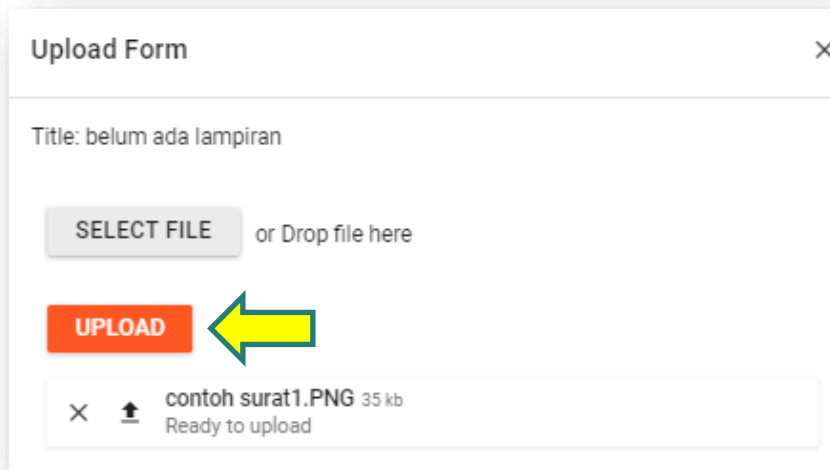 Upload Form
Title: belum ada lampiran
SELECT FILE or Drop file here
UPLOAD
contoh surat1.PNG 35 kb
Ready to upload